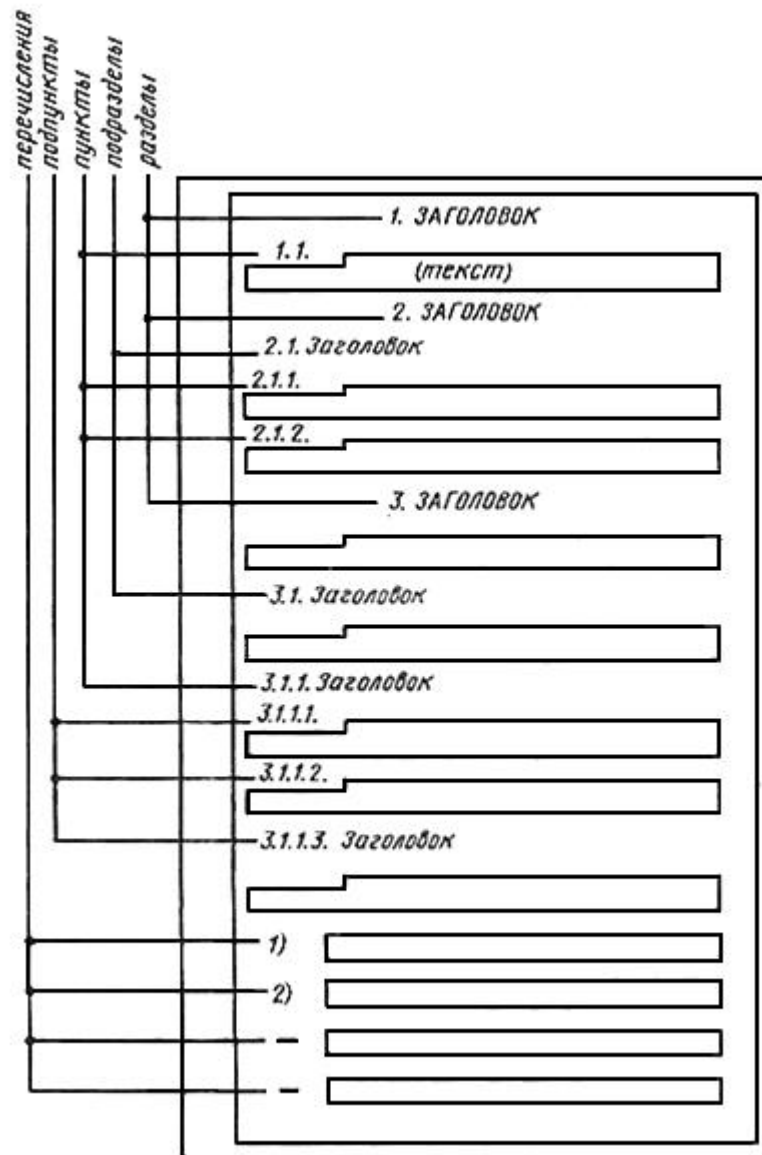 перечисления
подпункты
пункты
подразделы
разделы
1. ЗАГОЛОВОК
1.1.
(текст)
2. ЗАГОЛОВОК
2.1. Заголовок
2.1.1.
2.1.2.
3. ЗАГОЛОВОК
3.1. Заголовок
3.1.1. Заголовок
3.1.1.1.
3.1.1.2.
3.1.1.3. Заголовок
1)
2)
–
–